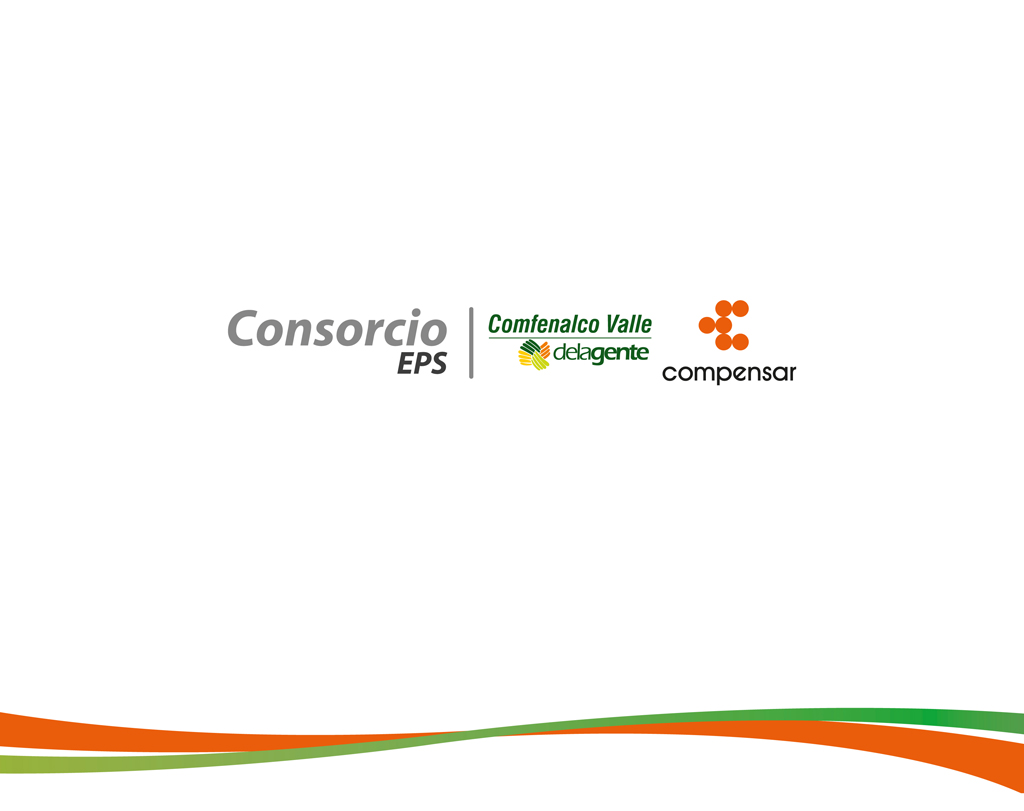 Consorcio
EPS
Comfenalco Valle
delagente
compensar